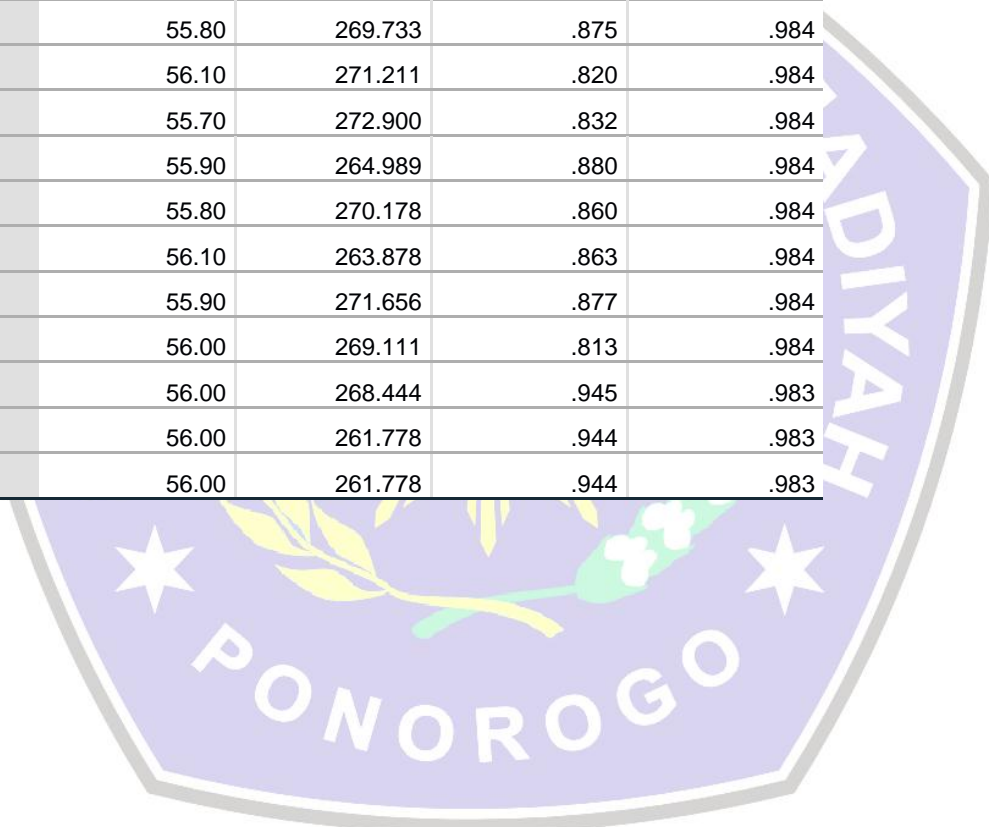 55.80 269.733 .875 .984
56.10 271.211 .820 .984
55.70 272.900 .832 .984
55.90 264.989 .880 .984
55.80 270.178 .860 .984
56.10 263.878 .863 .984
55.90 271.656 .877 .984
56.00 269.111 .813 .984
56.00 268.444 .945 .983
56.00 261.778 .944 .983
56.00 261.778 .944 .983
ADIYAH
PONOROGO